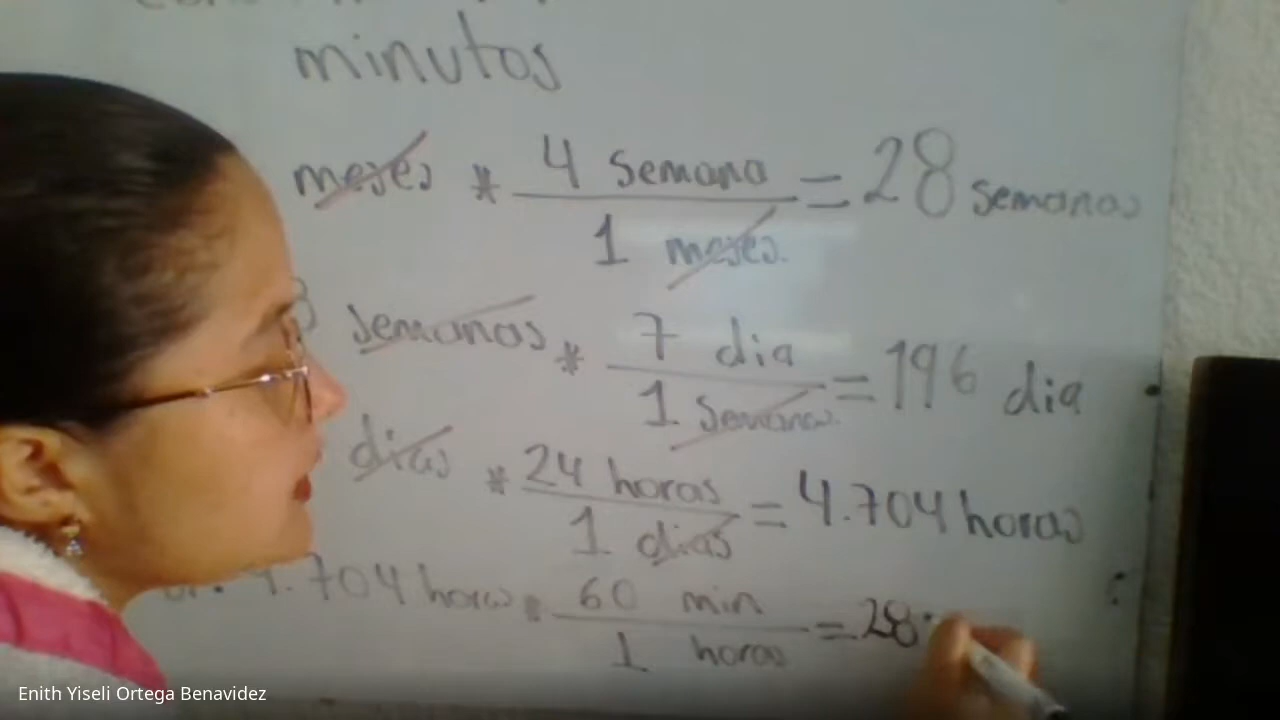 minutos
meses * 4 Semana = 28 semanas
1 meses.
semanas * 7 dia = 196 dia
1 Semana.
dias * 24 horas = 4.704 horas
1 dias
4.704 horas * 60 min = 28
1 horas
Enith Yiseli Ortega Benavidez